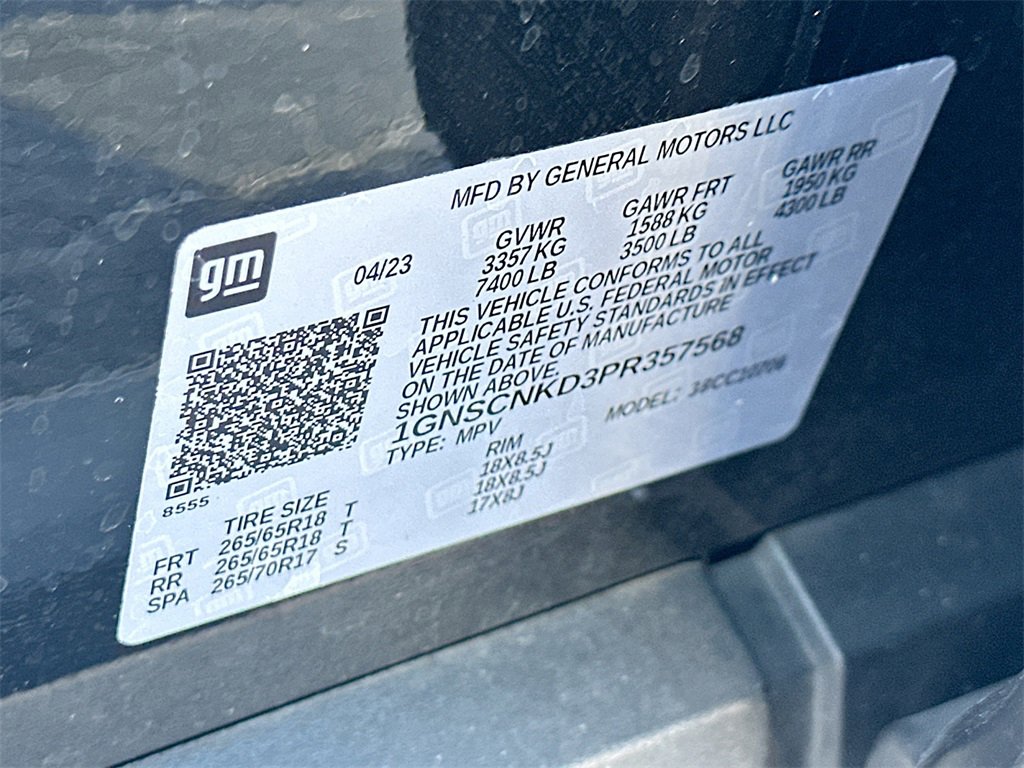 MFD BY GENERAL MOTORS LLC
gm
04/23
GVWR
3357 KG
7400 LB
GAWR FRT
1588 KG
3500 LB
GAWR RR
1950 KG
4300 LB
THIS VEHICLE CONFORMS TO ALL
APPLICABLE U.S. FEDERAL MOTOR
VEHICLE SAFETY STANDARDS IN EFFECT
ON THE DATE OF MANUFACTURE
SHOWN ABOVE.
1GNSCNKD3PR357568
TYPE: MPV
MODEL:
8555
TIRE SIZE RIM
FRT 265/65R18 T 18X8.5J
RR 265/65R18 T 18X8.5J
SPA 265/70R17 S 17X8J